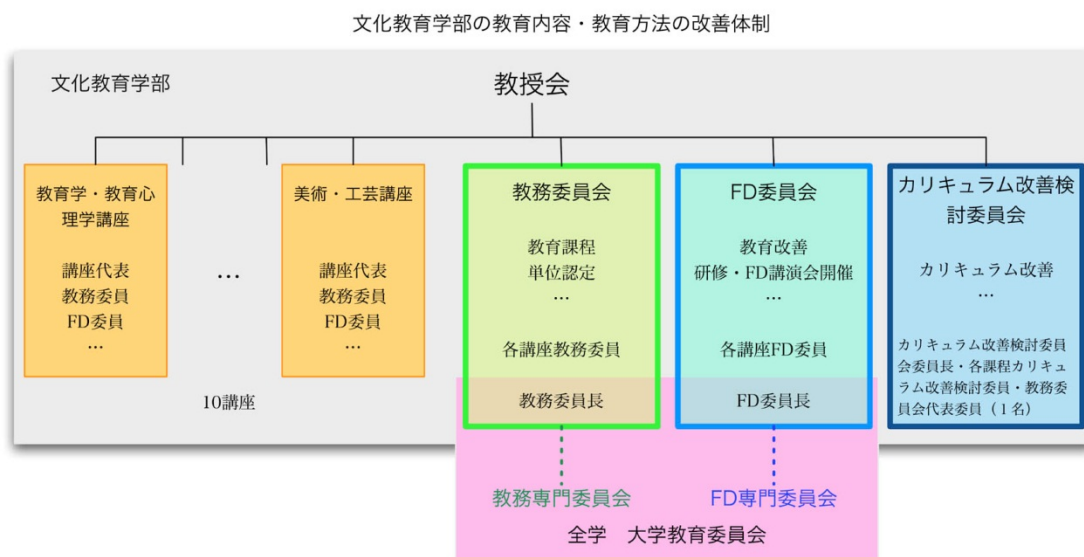 文化教育学部の教育内容・教育方法の改善体制
文化教育学部
教授会
教育学・教育心
理学講座
講座代表
教務委員
FD委員
…
…
美術・工芸講座
講座代表
教務委員
FD委員
…
10講座
教務委員会
教育課程
単位認定
…
各講座教務委員
教務委員長
FD委員会
教育改善
研修・FD講演会開催
…
各講座FD委員
FD委員長
カリキュラム改善検
討委員会
カリキュラム改善
…
カリキュラム改善検討委員
会委員長・各課程カリキュ
ラム改善検討委員・教務委
員会代表委員（1名）
教務専門委員会
FD専門委員会
全学　大学教育委員会